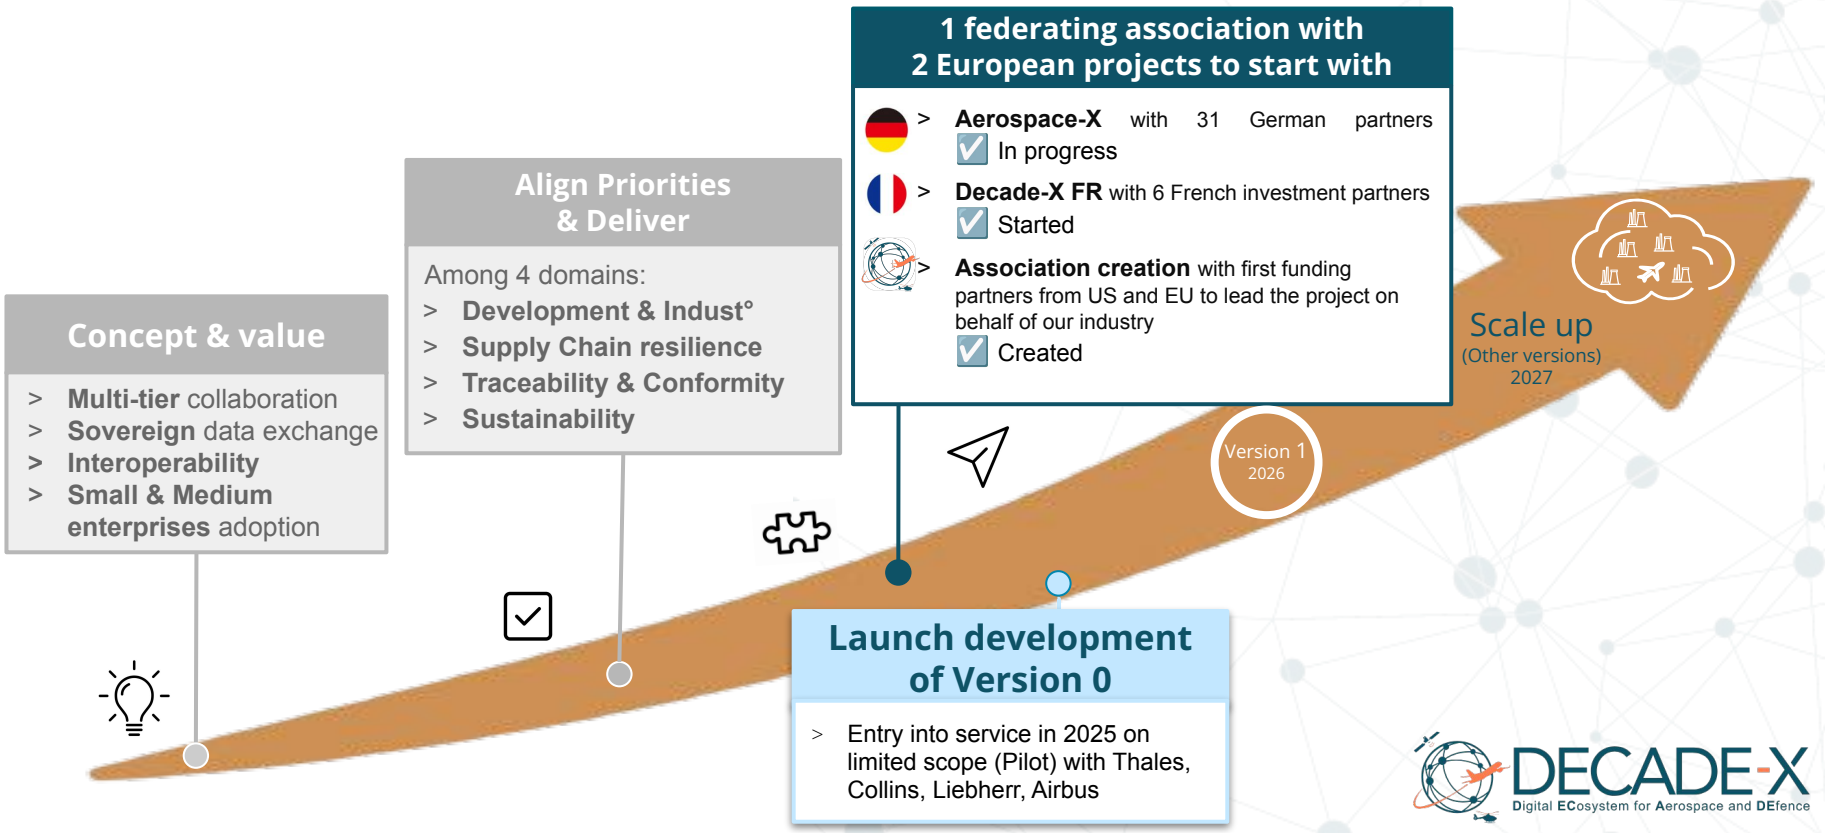 Concept & value
> Multi-tier collaboration
> Sovereign data exchange
> Interoperability
> Small & Medium
enterprises adoption
Align Priorities
& Deliver
Among 4 domains:
> Development & Indust°
> Supply Chain resilience
> Traceability & Conformity
> Sustainability
1 federating association with
2 European projects to start with
> Aerospace-X with 31 German partners
☑ In progress
> Decade-X FR with 6 French investment partners
☑ Started
> Association creation with first funding
partners from US and EU to lead the project on
behalf of our industry
☑ Created
Launch development
of Version 0
> Entry into service in 2025 on
limited scope (Pilot) with Thales,
Collins, Liebherr, Airbus
Version 1
2026
Scale up
(Other versions)
2027
DECADE-X
Digital ECosystem for Aerospace and DEfence